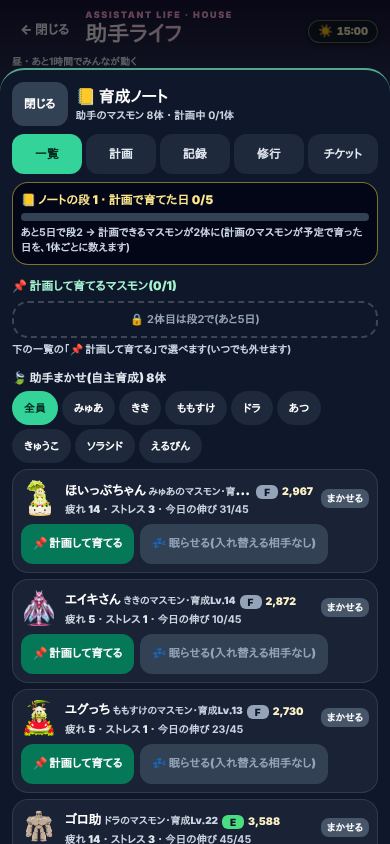 ASSISTANT LIFE・HOUSE
← 閉じる 助手ライフ ☀️ 15:00
昼・あと1時間でみんなが動く
閉じる 📒 育成ノート
助手のマスモン 8体・計画中 0/1体
一覧 計画 記録 修行 チケット
📒 ノートの段 1・計画で育てた日 0/5
あと5日で段2 → 計画できるマスモンが2体に(計画のマスモンが予定で育った
日を、1体ごとに数えます)
📌 計画して育てるマスモン(0/1)
🔒 2体目は段2で(あと5日)
下の一覧の「📌 計画して育てる」で選べます(いつでも外せます)
🍃 助手まかせ(自主育成) 8体
全員 みゅあ きき ももすけ ドラ あつ
きゅうこ ソラシド えるぴん
ほいっぷちゃん みゅあのマスモン・育… F 2,967 まかせる
疲れ 14・ストレス 3・今日の伸び 31/45
📌 計画して育てる 💤 眠らせる(入れ替える相手なし)
エイキさん ききのマスモン・育成Lv.14 F 2,872 まかせる
疲れ 5・ストレス 1・今日の伸び 10/45
📌 計画して育てる 💤 眠らせる(入れ替える相手なし)
ユグっち ももすけのマスモン・育成Lv.13 F 2,730 まかせる
疲れ 5・ストレス 1・今日の伸び 23/45
📌 計画して育てる 💤 眠らせる(入れ替える相手なし)
ゴロ助 ドラのマスモン・育成Lv.22 E 3,588 まかせる
疲れ 14・ストレス 3・今日の伸び 45/45